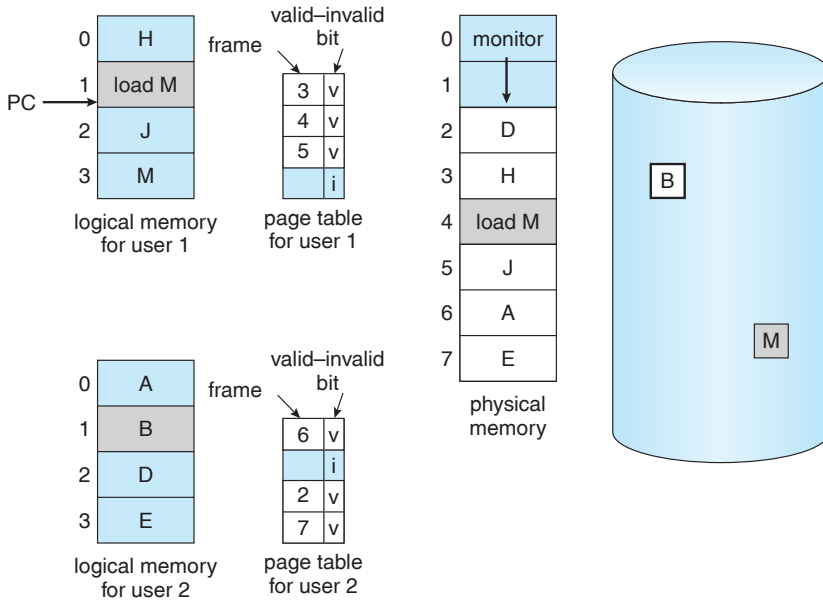 valid–invalid
bit
frame
0 H
1 load M
PC
2 J
3 M
logical memory
for user 1
3 v
4 v
5 v
i
page table
for user 1
0 monitor
1
2 D
3 H
4 load M
5 J
6 A
7 E
physical
memory
B
M
valid–invalid
bit
frame
0 A
1 B
2 D
3 E
logical memory
for user 2
6 v
i
2 v
7 v
page table
for user 2